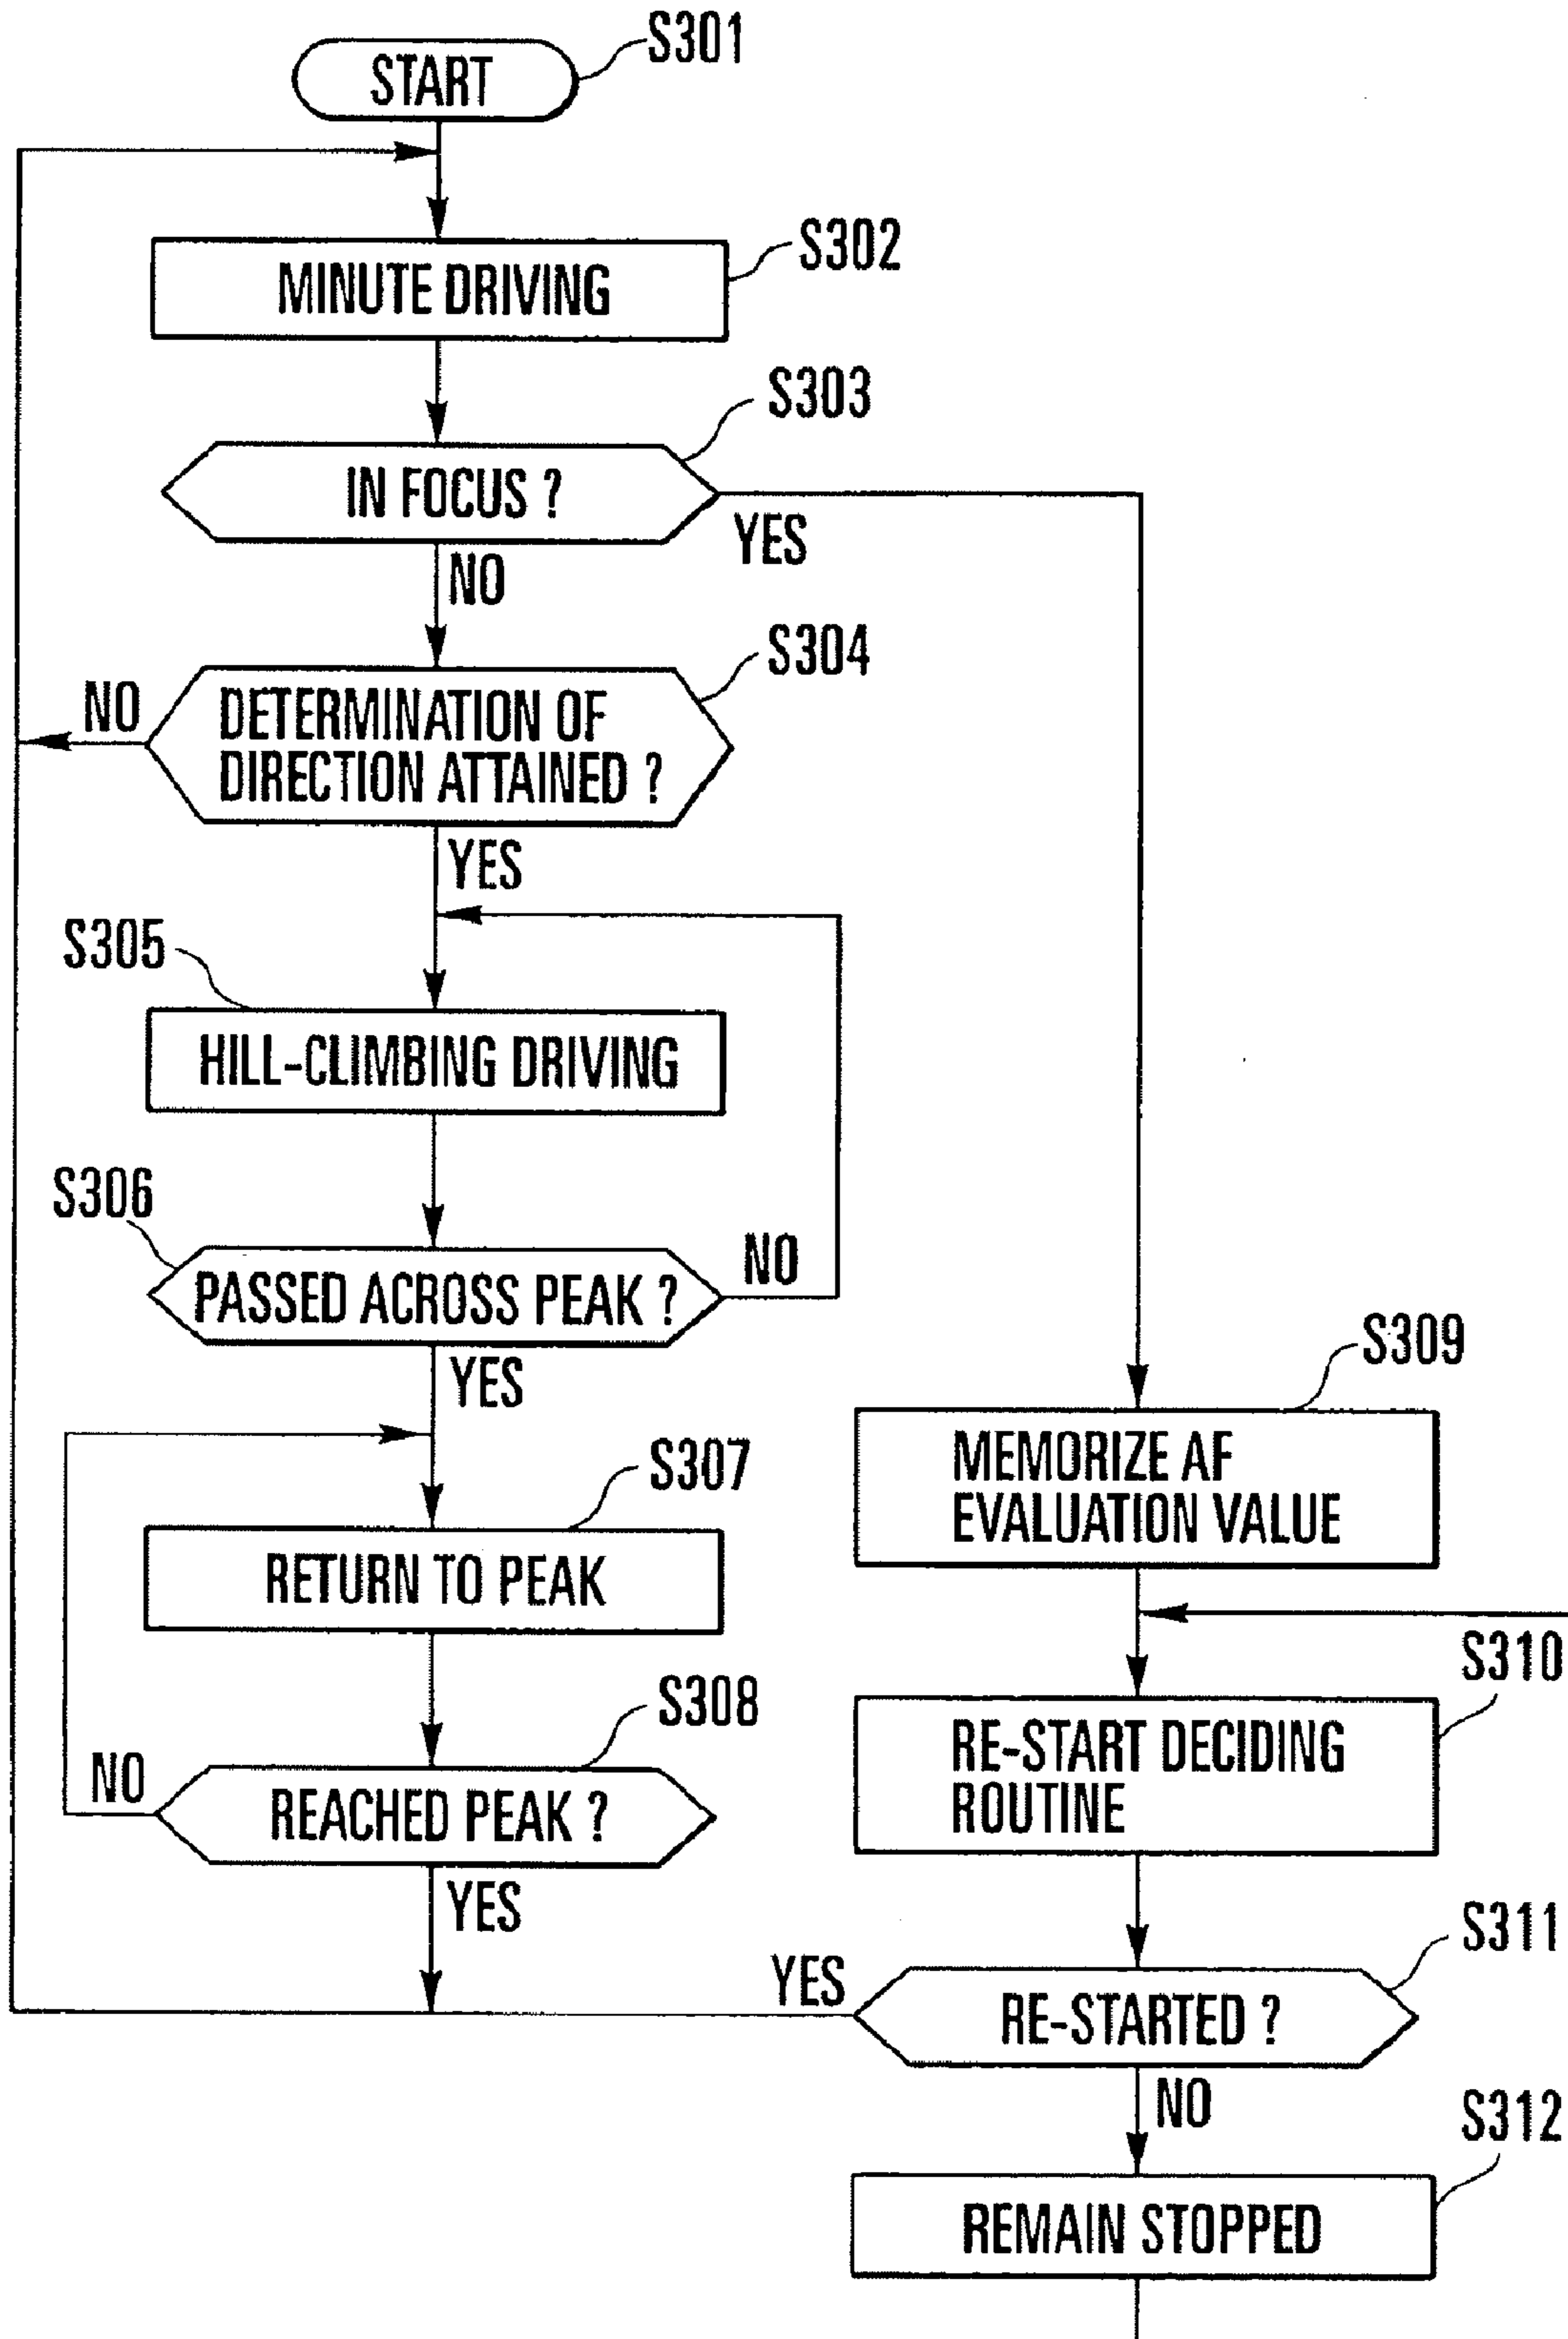 START
S301
MINUTE DRIVING
S302
IN FOCUS ?
S303
YES
NO
DETERMINATION OF
DIRECTION ATTAINED ?
S304
NO
YES
S305
HILL-CLIMBING DRIVING
S306
PASSED ACROSS PEAK ?
NO
YES
S307
RETURN TO PEAK
S308
REACHED PEAK ?
NO
YES
S309
MEMORIZE AF
EVALUATION VALUE
S310
RE-START DECIDING
ROUTINE
S311
RE-STARTED ?
YES
NO
S312
REMAIN STOPPED